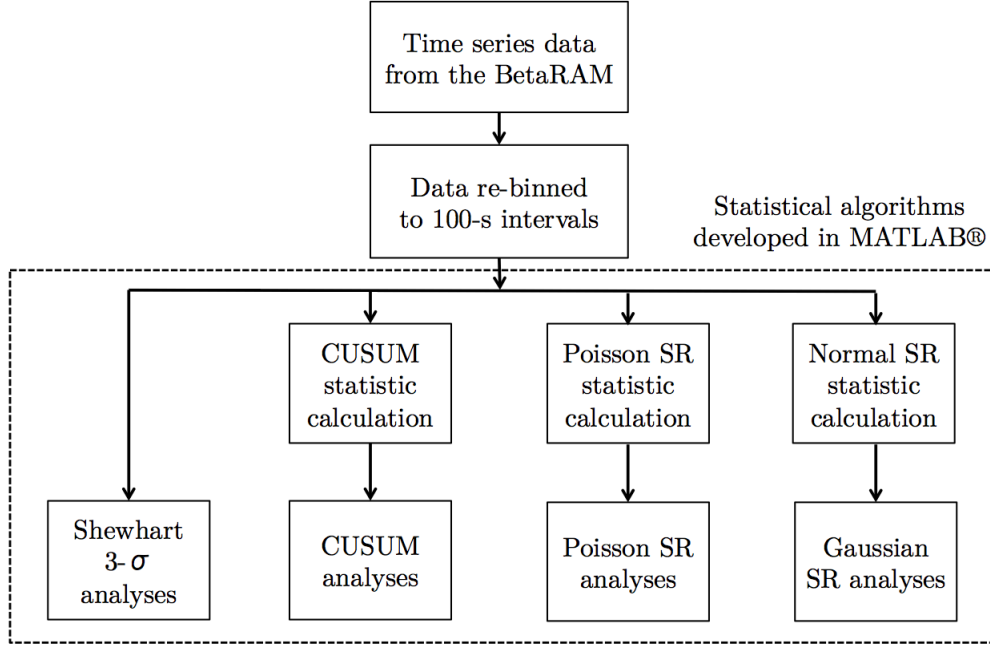 Time series data
from the BetaRAM
Data re-binned
to 100-s intervals
Statistical algorithms
developed in MATLAB®
CUSUM
statistic
calculation
Poisson SR
statistic
calculation
Normal SR
statistic
calculation
Shewhart
3-σ
analyses
CUSUM
analyses
Poisson SR
analyses
Gaussian
SR analyses